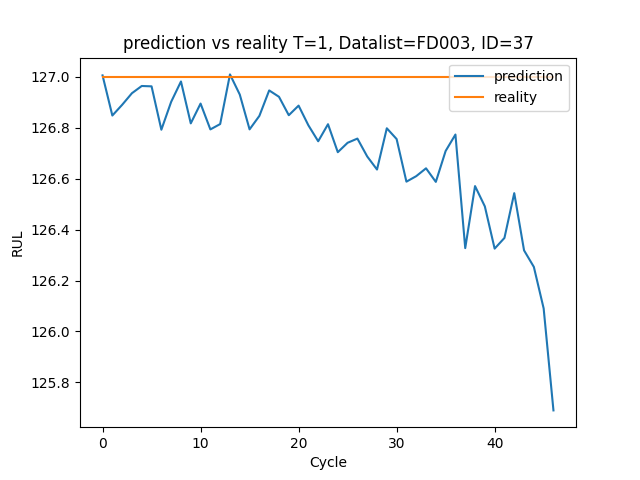 prediction vs reality T=1, Datalist=FD003, ID=37
127.0
126.8
126.6
126.4
126.2
126.0
125.8
RUL
prediction
reality
0 10 20 30 40
Cycle